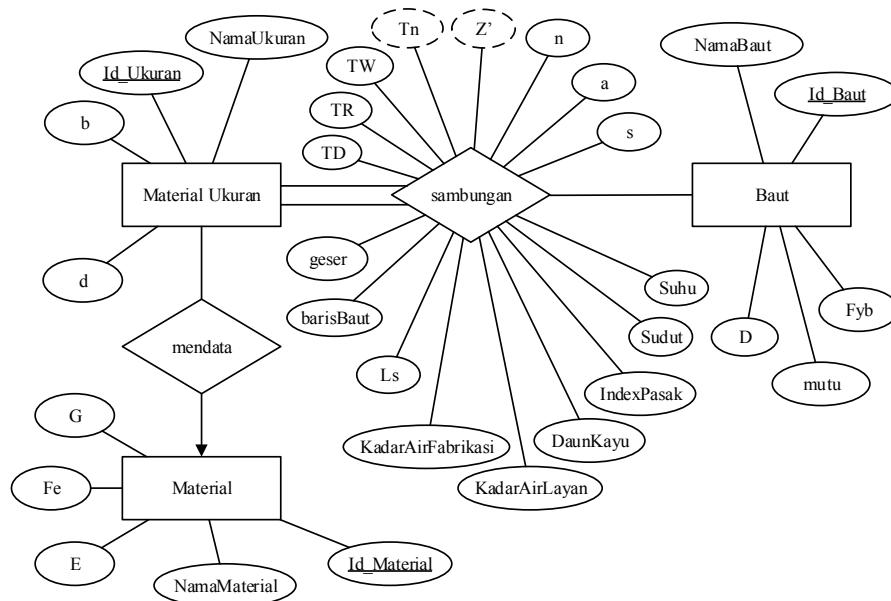 Tn
Z’
NamaUkuran
n
NamaBaut
TW
Id_Ukuran
a
Id_Baut
TR
b
s
TD
Material Ukuran
sambungan
Baut
geser
d
Suhu
barisBaut
Fyb
Sudut
D
mendata
Ls
mutu
IndexPasak
G
KadarAirFabrikasi
DaunKayu
Fe
Material
KadarAirLayan
E
Id_Material
NamaMaterial